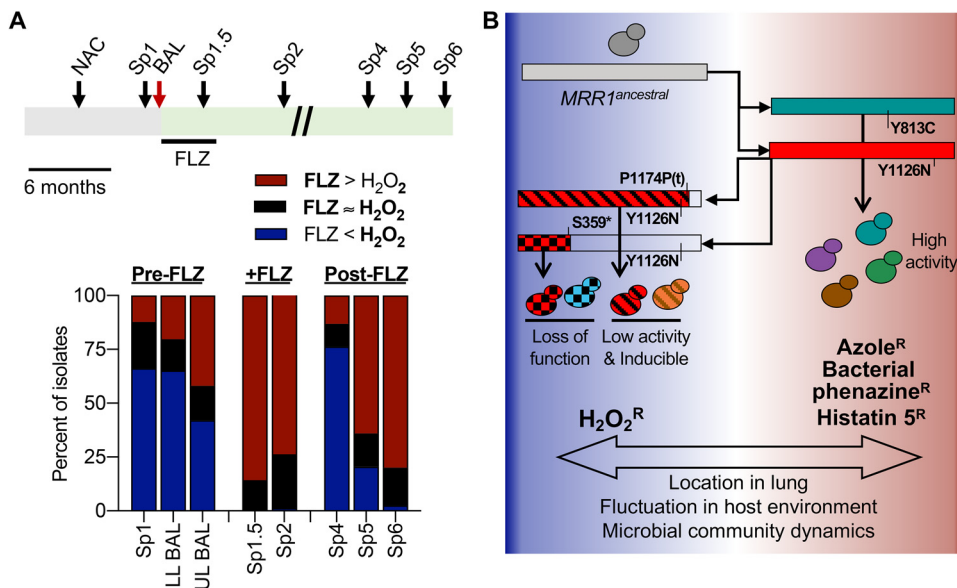 A
NAC
Sp1
BAL
Sp1.5
Sp2
Sp4
Sp5
Sp6
FLZ
6 months
FLZ > H₂O₂
FLZ ≈ H₂O₂
FLZ < H₂O₂
Pre-FLZ
+FLZ
Post-FLZ
Percent of isolates
100
75
50
25
0
Sp1
LL BAL
UL BAL
Sp1.5
Sp2
Sp4
Sp5
Sp6
B
MRR1ᵃⁿᶜᵉˢᵗʳᵃˡ
Y813C
Y1126N
P1174P(t)
Y1126N
S359*
Y1126N
High
activity
Loss of
function
Low activity
& Inducible
Azoleᴿ
Bacterial
phenazineᴿ
Histatin 5ᴿ
H₂O₂ᴿ
Location in lung
Fluctuation in host environment
Microbial community dynamics